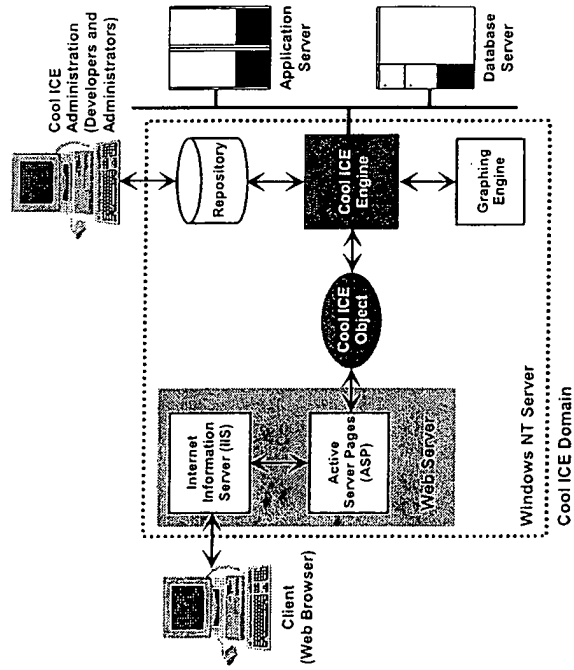 Cool ICE
Administration
(Developers and
Administrators)
Application
Server
Database
Server
Repository
Cool ICE
Engine
Graphing
Engine
Cool ICE
Object
Internet
Information
Server (IIS)
Active
Server Pages
(ASP)
Web Server
Windows NT Server
Cool ICE Domain
Client
(Web Browser)